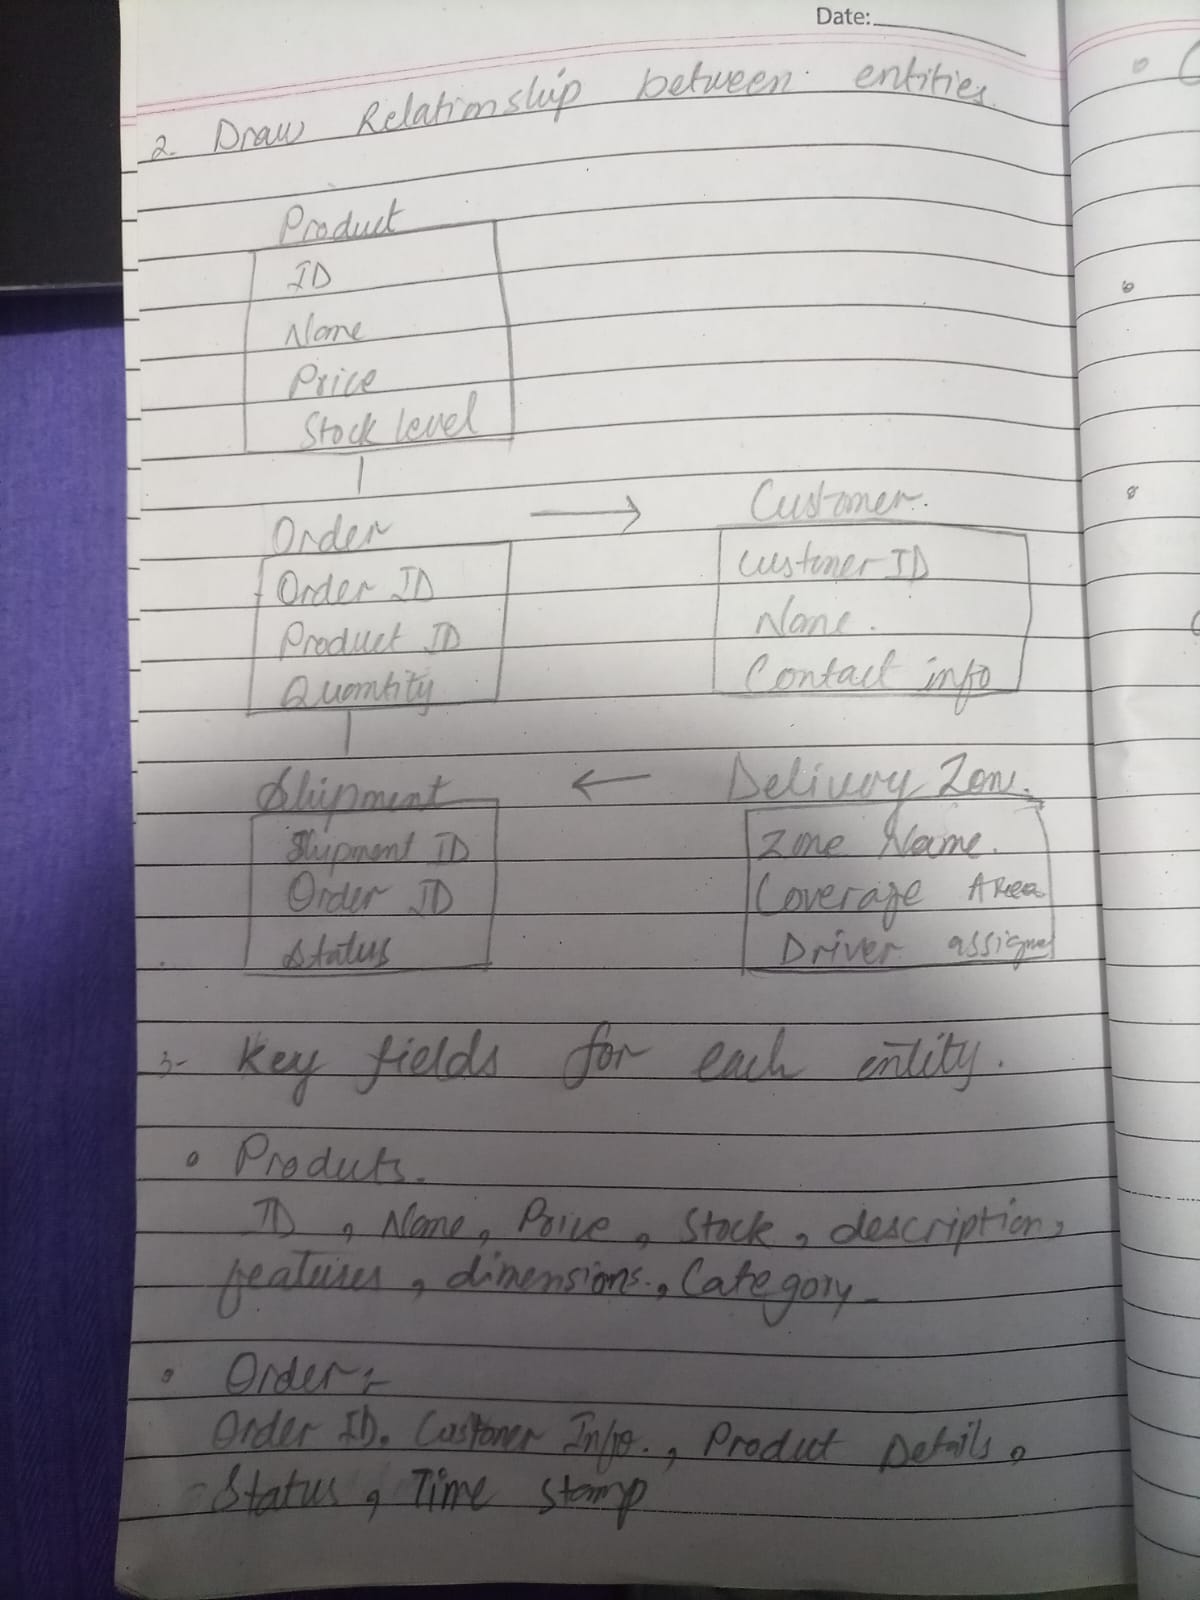 Date:
2. Draw Relationship between entities.
Product
ID
Name
Price
Stock level
Order → Customer.
Order ID
Product ID
Quantity
Customer ID
Name.
Contact info
Shipment ← Delivery Zone.
Shipment ID
Order ID
Status
Zone Name.
Coverage Area
Driver assigned
3- Key fields for each entity.
• Produts.
ID, Name, Price, Stock, description,
features, dimensions., Category-
• Order:-
Order ID. Customer Info., Product Details,
Status, Time Stamp